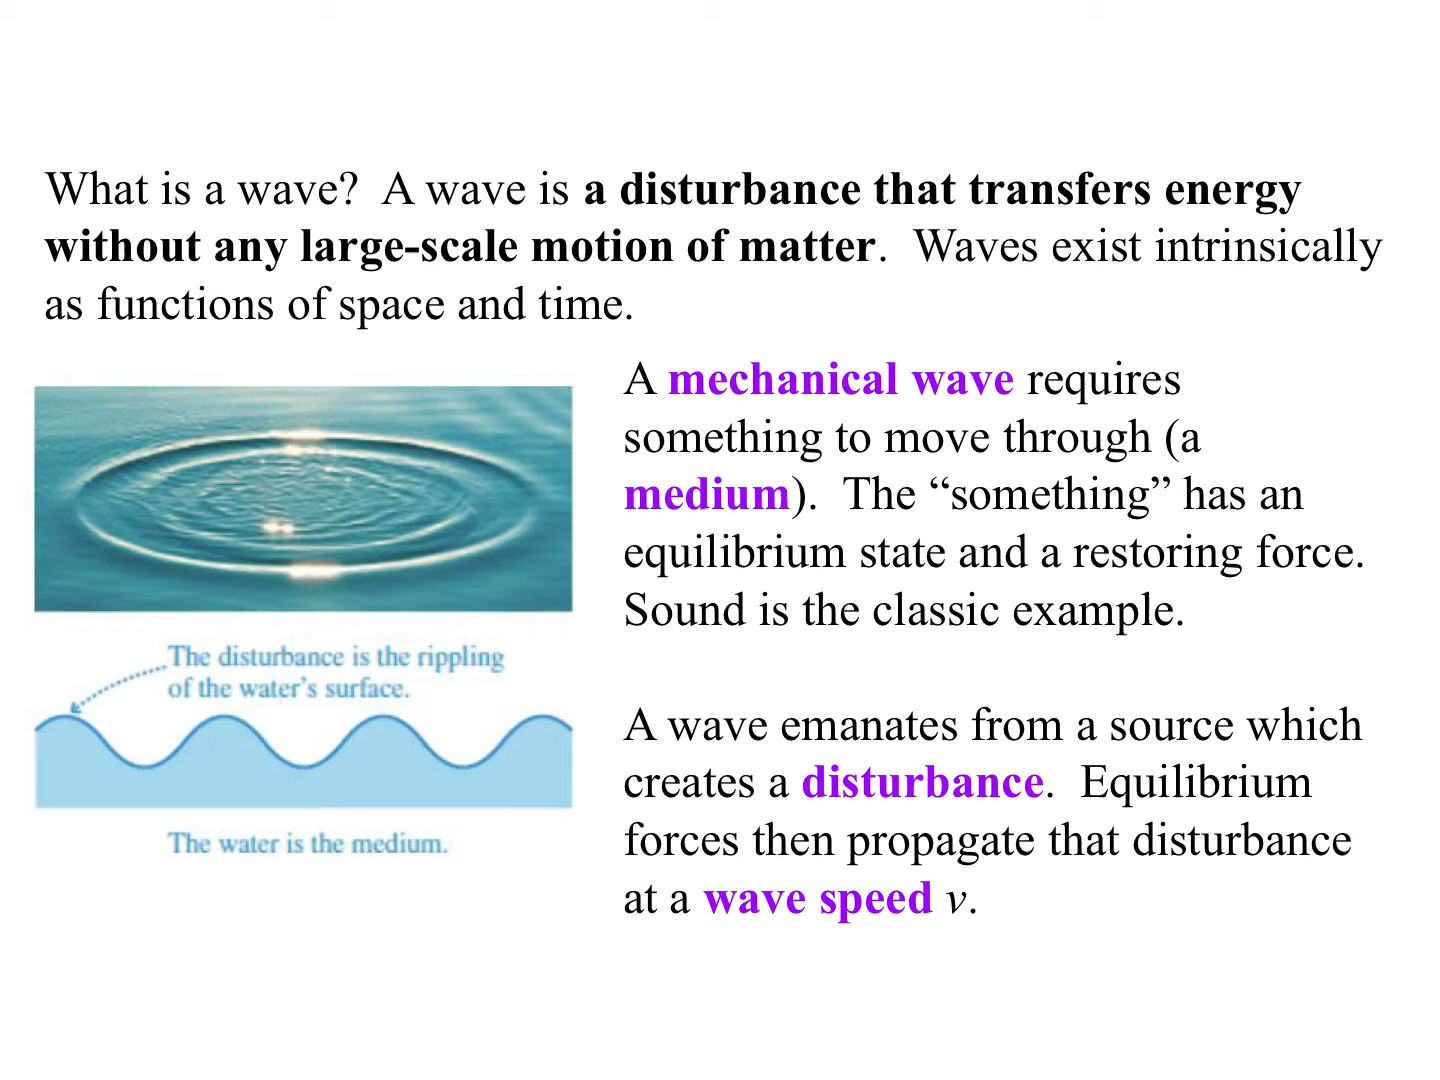 What is a wave?  A wave is a disturbance that transfers energy
without any large-scale motion of matter.  Waves exist intrinsically
as functions of space and time.
A mechanical wave requires
something to move through (a
medium).  The “something” has an
equilibrium state and a restoring force.
Sound is the classic example.
The disturbance is the rippling
of the water’s surface.
The water is the medium.
A wave emanates from a source which
creates a disturbance.  Equilibrium
forces then propagate that disturbance
at a wave speed v.